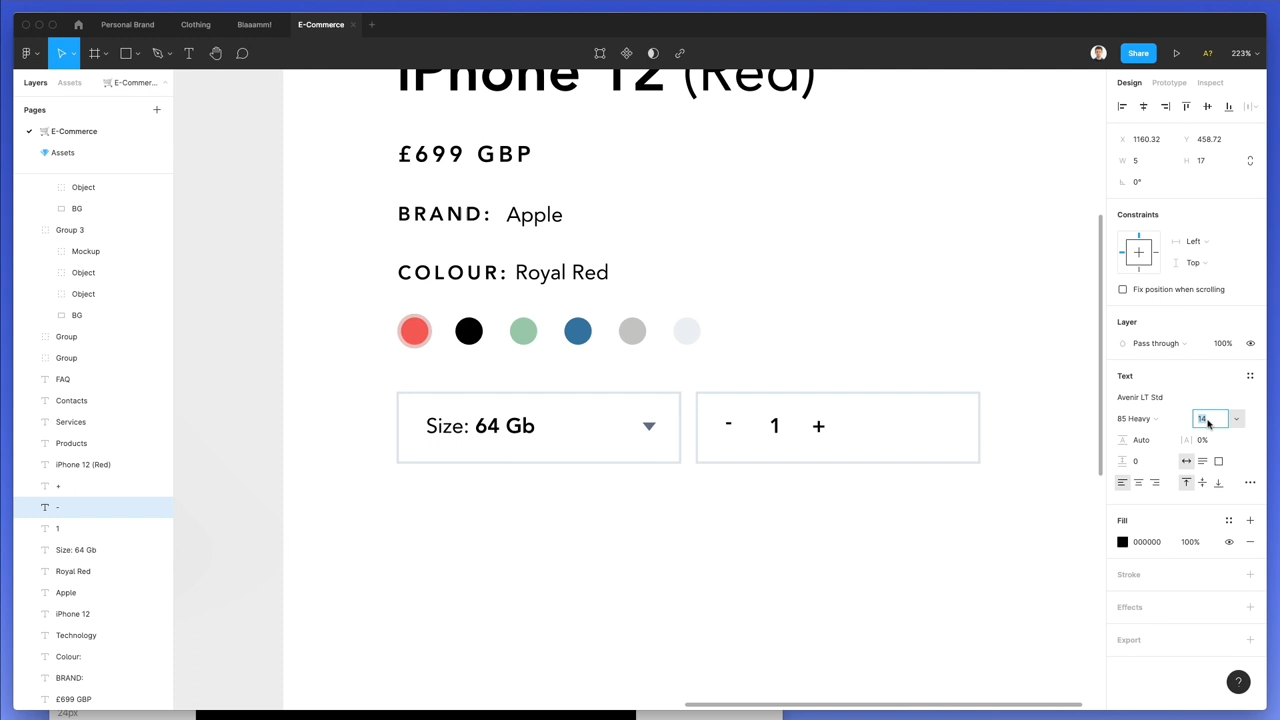 Personal Brand
Clothing
Blaaamm!
E-Commerce
Share
A?
223%
Layers
Assets
E-Commer...
Pages
E-Commerce
Assets
Object
BG
Group 3
Mockup
Object
Object
BG
Group
Group
FAQ
Contacts
Services
Products
iPhone 12 (Red)
+
-
1
Size: 64 Gb
Royal Red
Apple
iPhone 12
Technology
Colour:
BRAND:
£699 GBP
24px
iPhone 12 (Red)
£699 GBP
BRAND: Apple
COLOUR: Royal Red
Size: 64 Gb
- 1 +
Design
Prototype
Inspect
X 1160.32
Y 458.72
W 5
H 17
0°
Constraints
Left
Top
Fix position when scrolling
Layer
Pass through
100%
Text
Avenir LT Std
85 Heavy
14
Auto
0%
0
Fill
000000
100%
Stroke
Effects
Export
?